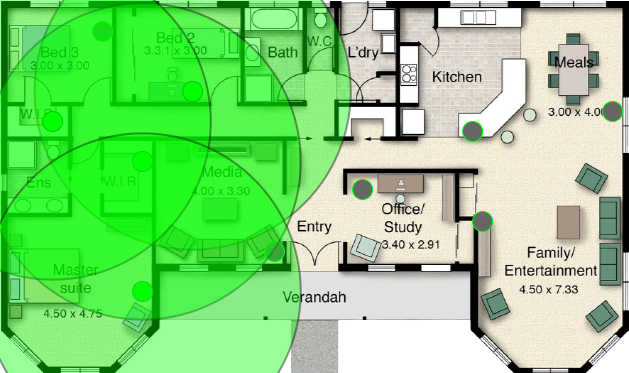 Bed 3
3.00 x 3.00
Bed 2
3.3.1 x 3.00
Bath
W.C
L'dry
Kitchen
Meals
3.00 x 4.00
W.I.R
Ens
W.I.R
Media
4.00 x 3.30
Office/
Study
3.40 x 2.91
Entry
Master
suite
4.50 x 4.75
Verandah
Family/
Entertainment
4.50 x 7.33